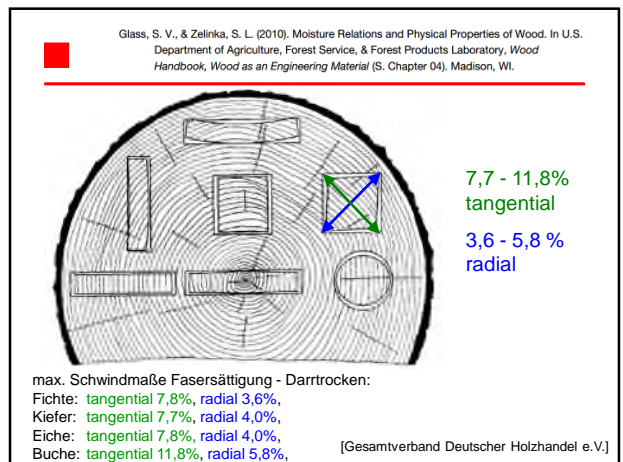 Glass, S. V., & Zelinka, S. L. (2010). Moisture Relations and Physical Properties of Wood. In U.S.
Department of Agriculture, Forest Service, & Forest Products Laboratory, Wood
Handbook, Wood as an Engineering Material (S. Chapter 04). Madison, WI.
7,7 - 11,8%
tangential
3,6 - 5,8 %
radial
max. Schwindmaße Fasersättigung - Darrtrocken:
Fichte: tangential 7,8%, radial 3,6%,
Kiefer: tangential 7,7%, radial 4,0%,
Eiche: tangential 7,8%, radial 4,0%,
Buche: tangential 11,8%, radial 5,8%,
[Gesamtverband Deutscher Holzhandel e.V.]